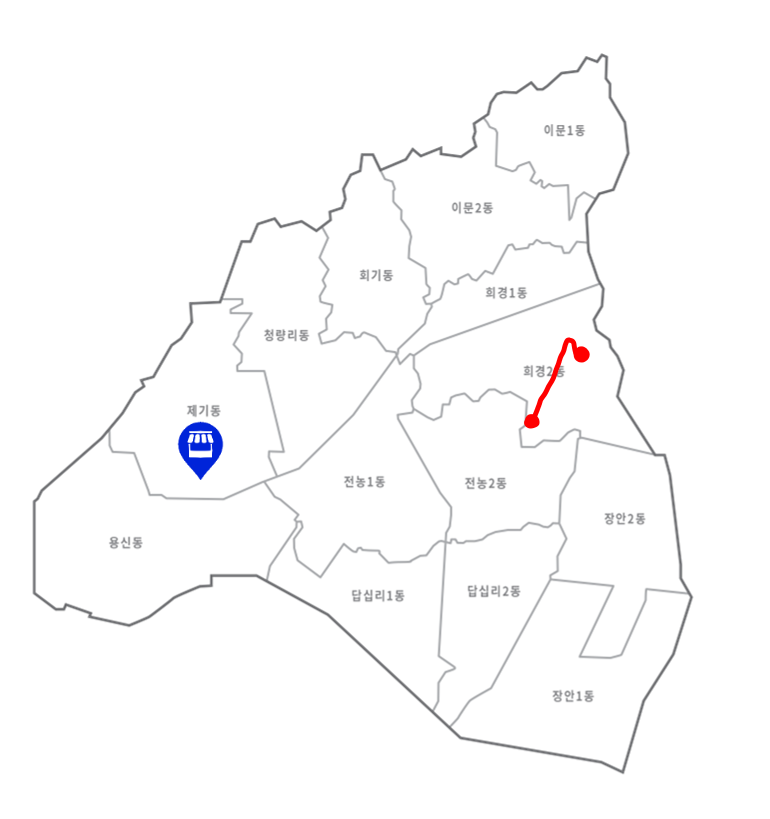 이문1동
이문2동
회기동
휘경1동
청량리동
휘경2동
제기동
전농1동
전농2동
장안2동
용신동
답십리1동
답십리2동
장안1동